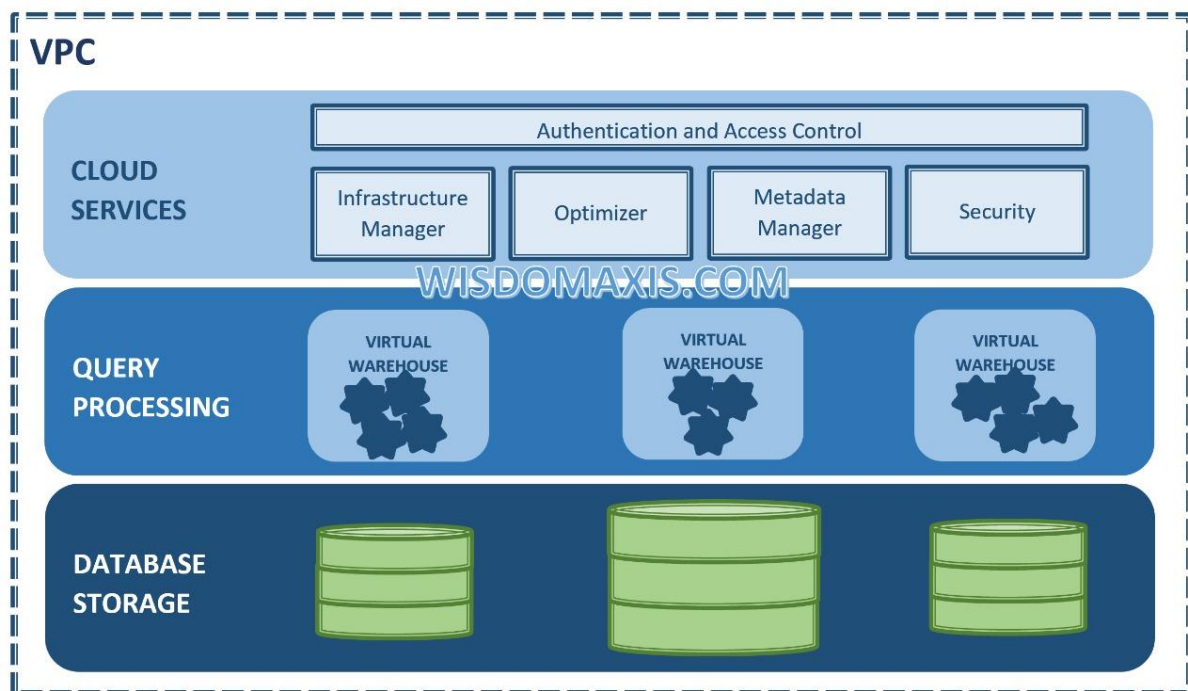 VPC
CLOUD
SERVICES
Authentication and Access Control
Infrastructure
Manager
Optimizer
Metadata
Manager
Security
WISDOMAXIS.COM
QUERY
PROCESSING
VIRTUAL
WAREHOUSE
VIRTUAL
WAREHOUSE
VIRTUAL
WAREHOUSE
DATABASE
STORAGE